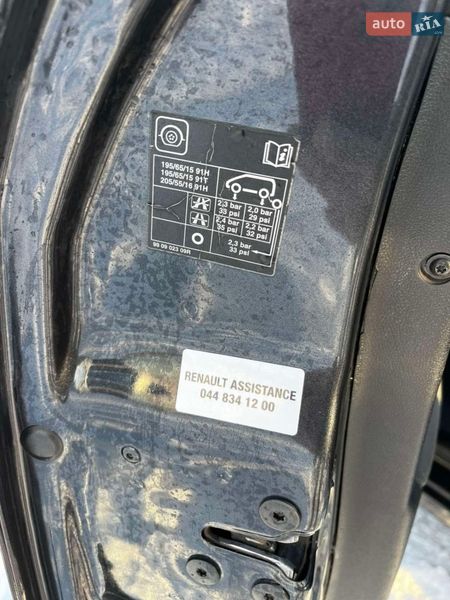 auto RIA
.com
195/65/15 91H
195/65/15 91T
205/55/16 91H
2,3 bar 2,0 bar
33 psi 29 psi
2,4 bar 2,2 bar
35 psi 32 psi
2,3 bar
33 psi
99 09 023 09R
RENAULT ASSISTANCE
044 834 12 00